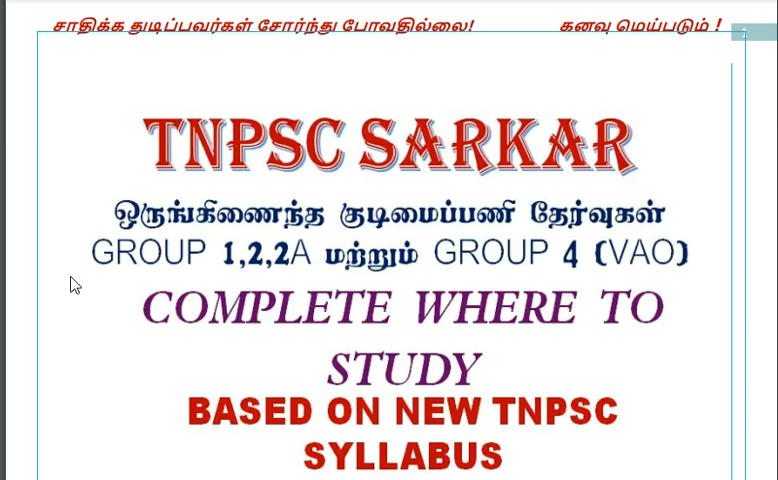 சாதிக்க துடிப்பவர்கள் சோர்ந்து போவதில்லை! கனவு மெய்படும் !
1
TNPSC SARKAR
ஒருங்கிணைந்த குடிமைப்பணி தேர்வுகள்
GROUP 1,2,2A மற்றும் GROUP 4 (VAO)
COMPLETE WHERE TO
STUDY
BASED ON NEW TNPSC
SYLLABUS